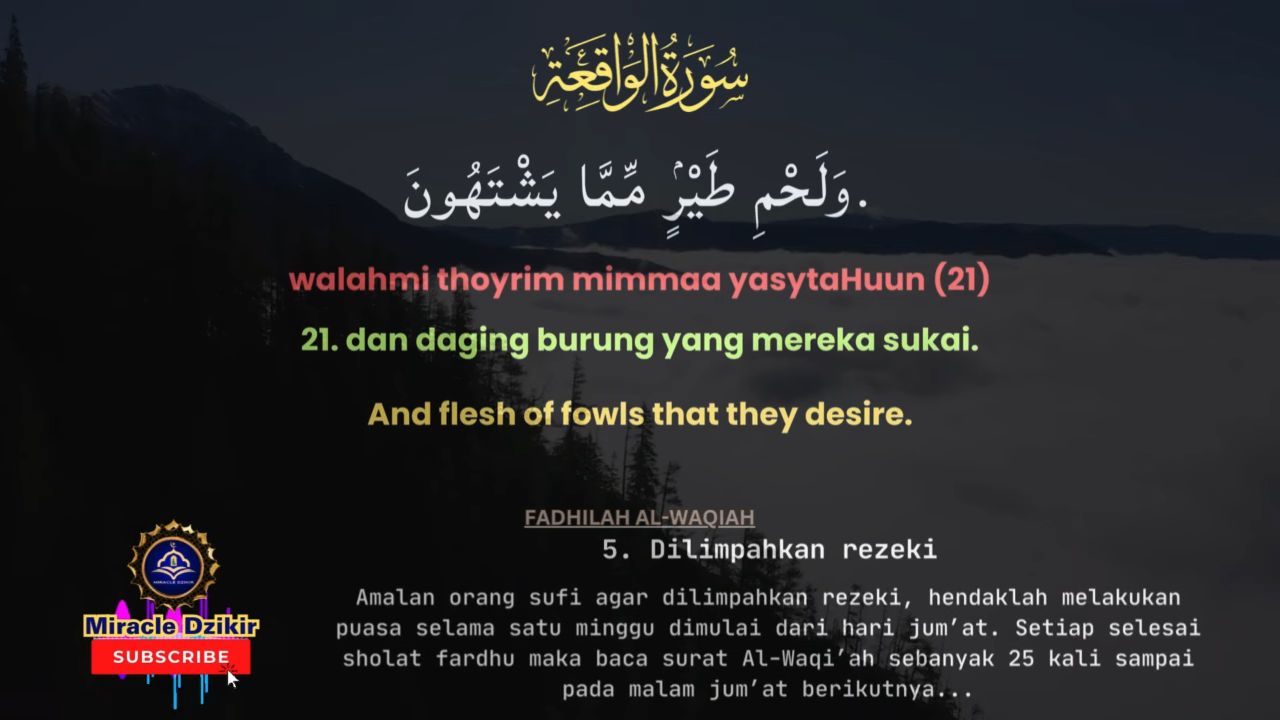 سُورَةُ الْوَاقِعَةِ
وَلَحْمِ طَيْرٍۢ مِّمَّا يَشْتَهُونَ.
walahmi thoyrim mimmaa yasytaHuun (21)
21. dan daging burung yang mereka sukai.
And flesh of fowls that they desire.
FADHILAH AL-WAQIAH
5. Dilimpahkan rezeki
Amalan orang sufi agar dilimpahkan rezeki, hendaklah melakukan
puasa selama satu minggu dimulai dari hari jum’at. Setiap selesai
sholat fardhu maka baca surat Al-Waqi’ah sebanyak 25 kali sampai
pada malam jum’at berikutnya...
MIRACLE DZIKIR
Miracle Dzikir
SUBSCRIBE